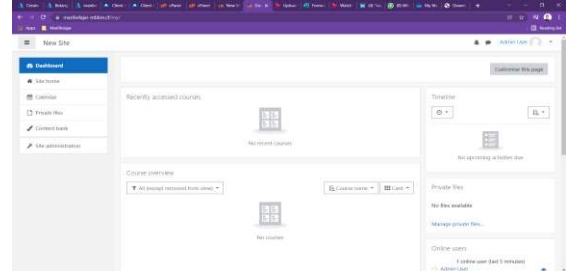 New Site
Admin User
Dashboard
Site home
Calendar
Private files
Content bank
Site administration
Customise this page
Recently accessed courses
No recent courses
Course overview
All (except removed from view)
Course name
Card
No courses
Timeline
No upcoming activities due
Private files
No files available
Manage private files...
Online users
1 online user (last 5 minutes)
Admin User